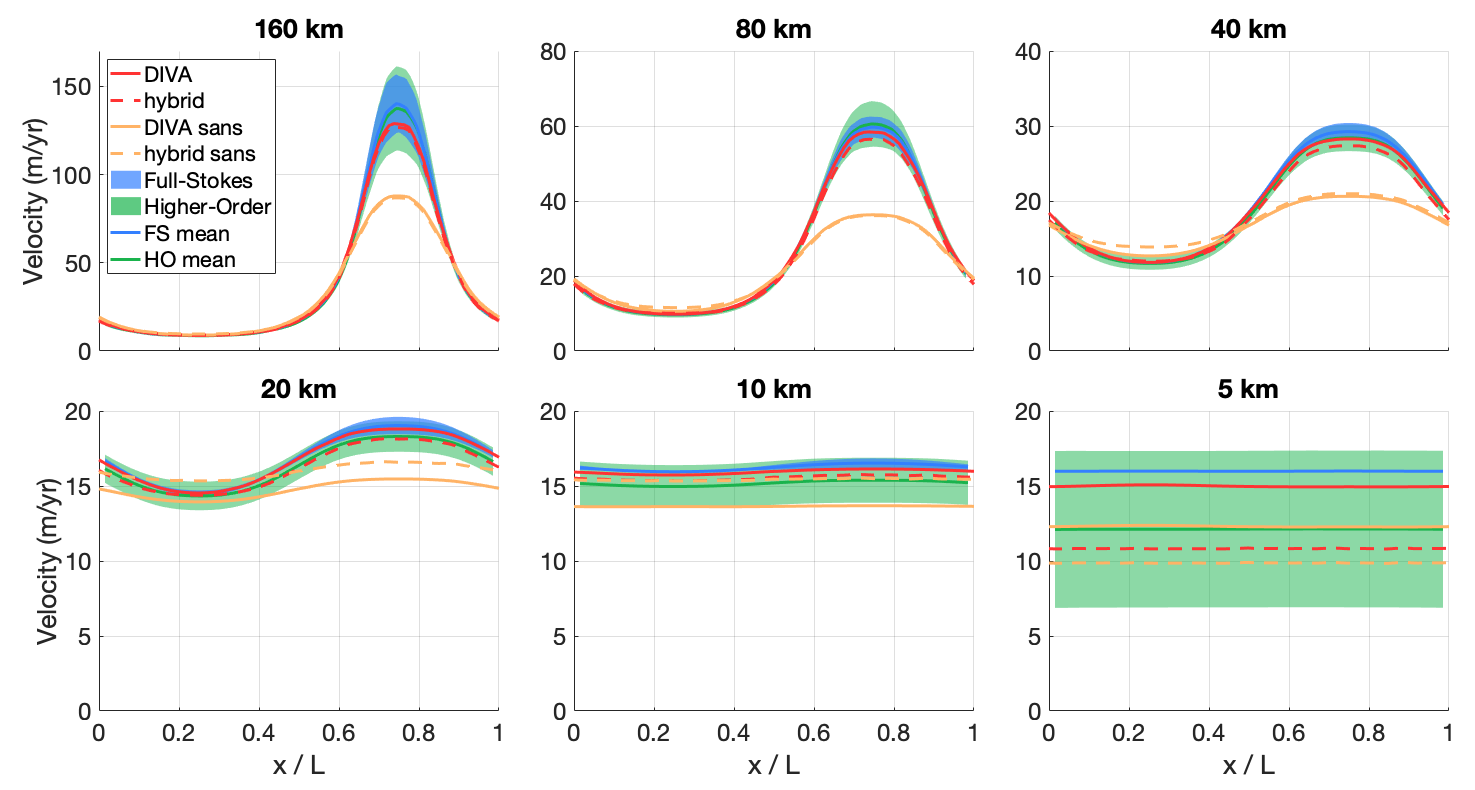 160 km
80 km
40 km
Velocity (m/yr)
150
100
50
0
DIVA
hybrid
DIVA sans
hybrid sans
Full-Stokes
Higher-Order
FS mean
HO mean
80
60
40
20
0
40
30
20
10
0
20 km
10 km
5 km
Velocity (m/yr)
20
15
10
5
0
20
15
10
5
0
20
15
10
5
0
0 0.2 0.4 0.6 0.8 1
0 0.2 0.4 0.6 0.8 1
0 0.2 0.4 0.6 0.8 1
x / L
x / L
x / L